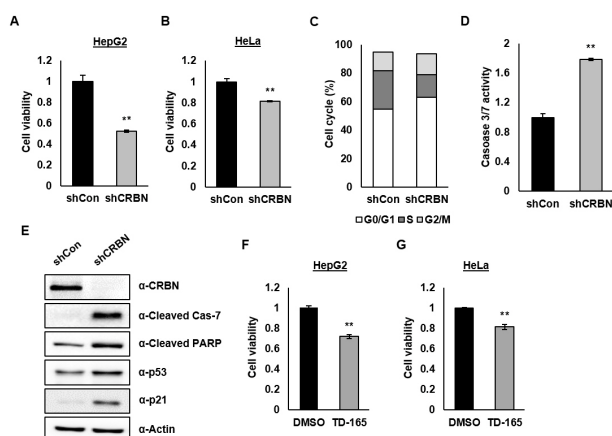 A
HepG2
Cell viability
1.2
1
0.8
0.6
0.4
0.2
0
**
shCon shCRBN
B
HeLa
Cell viability
1.2
1
0.8
0.6
0.4
0.2
0
**
shCon shCRBN
C
Cell cycle (%)
100
80
60
40
20
0
shCon shCRBN
G0/G1 S G2/M
D
Casoase 3/7 activity
2
1.6
1.2
0.8
0.4
0
**
shCon shCRBN
E
shCon shCRBN
α-CRBN
α-Cleaved Cas-7
α-Cleaved PARP
α-p53
α-p21
α-Actin
F
HepG2
Cell viability
1.2
1
0.8
0.6
0.4
0.2
0
**
DMSO TD-165
G
HeLa
Cell viability
1.2
1
0.8
0.6
0.4
0.2
0
**
DMSO TD-165